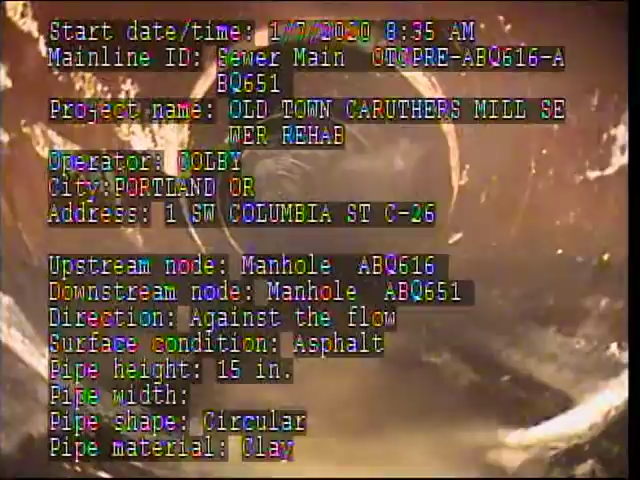 Start date/time: 1/7/2020 8:35 AM
Mainline ID: Sewer Main OTCPRE-ABQ616-A
BQ651
Project name: OLD TOWN CARUTHERS MILL SE
WER REHAB
Operator: COLBY
City:PORTLAND OR
Address: 1 SW COLUMBIA ST C-26
Upstream node: Manhole ABQ616
Downstream node: Manhole ABQ651
Direction: Against the flow
Surface condition: Asphalt
Pipe height: 15 in.
Pipe width:
Pipe shape: Circular
Pipe material: Clay